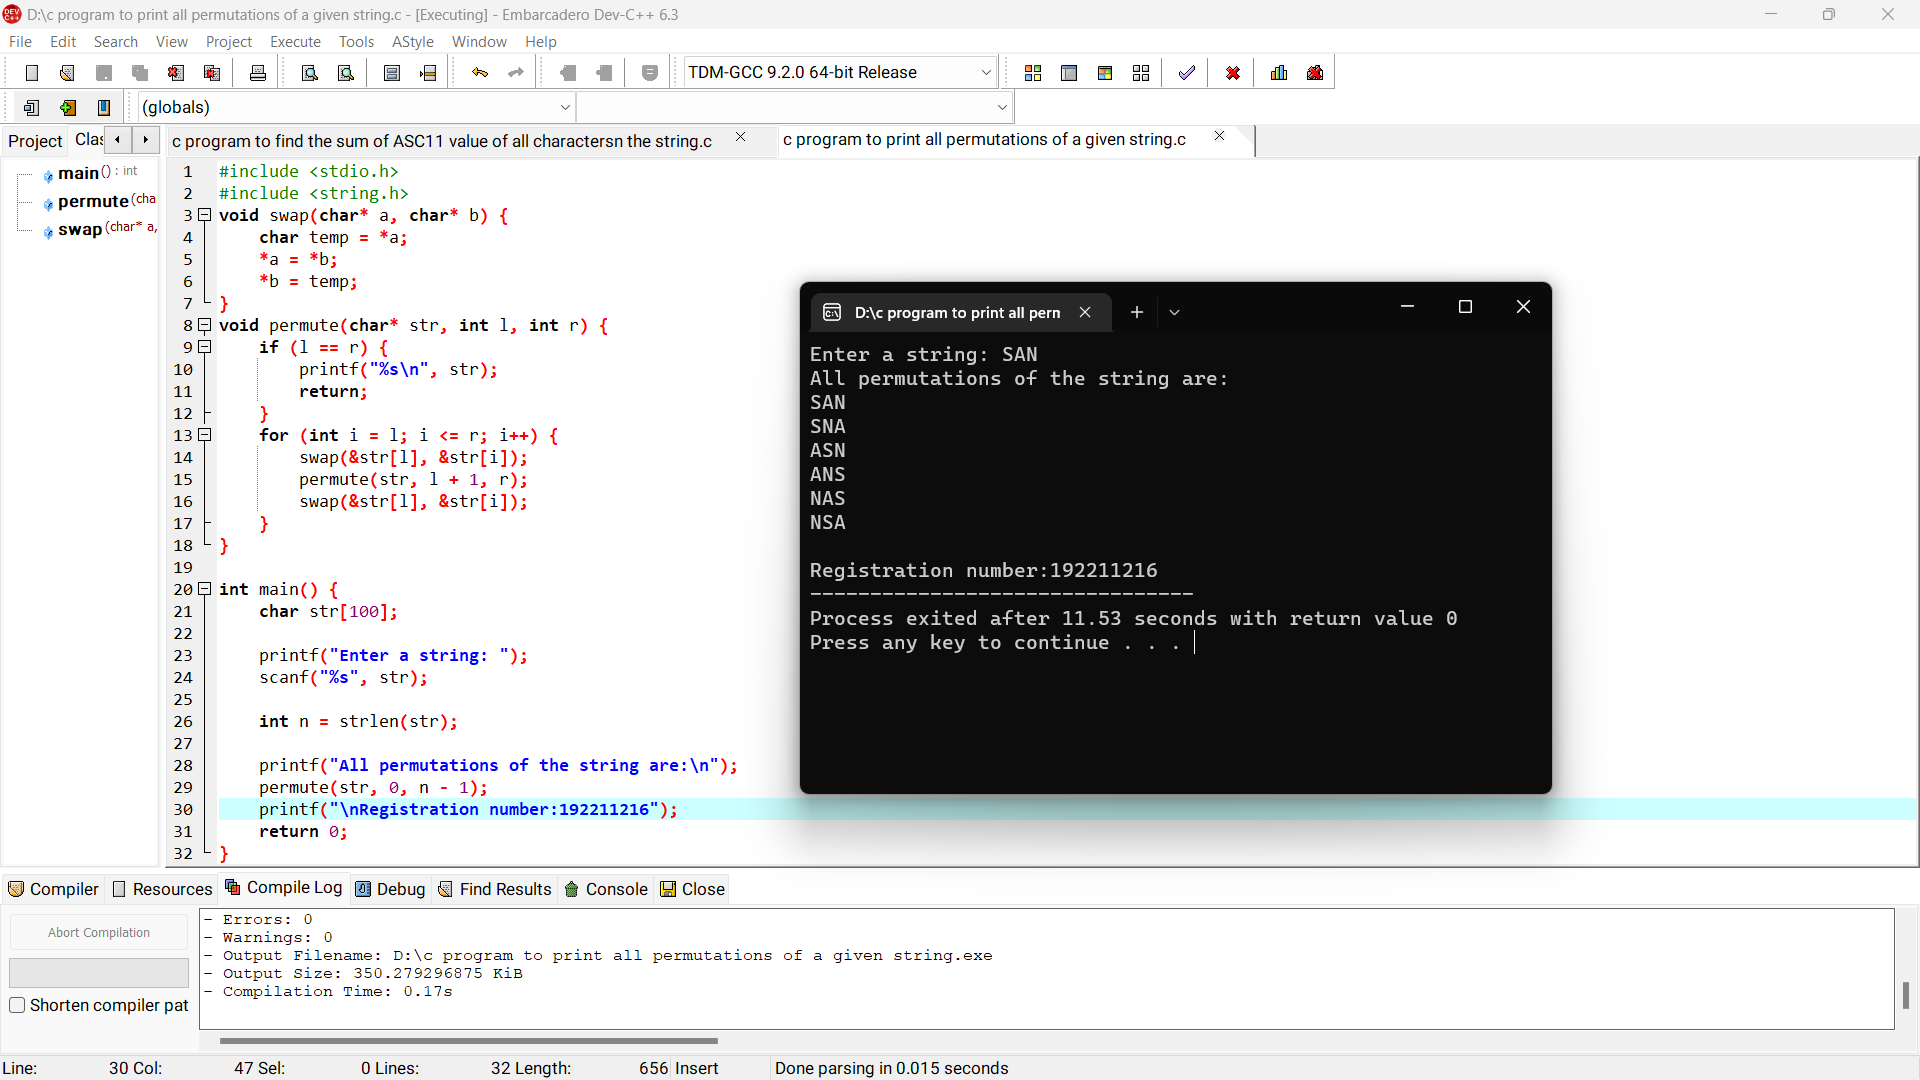 D:\c program to print all permutations of a given string.c - [Executing] - Embarcadero Dev-C++ 6.3
File Edit Search View Project Execute Tools AStyle Window Help
TDM-GCC 9.2.0 64-bit Release
(globals)
Project Clas
c program to find the sum of ASC11 value of all charactersn the string.c
c program to print all permutations of a given string.c
main () : int
permute (cha
swap (char* a,
1 #include <stdio.h>
2 #include <string.h>
3 void swap(char* a, char* b) {
4 char temp = *a;
5 *a = *b;
6 *b = temp;
7 }
8 void permute(char* str, int l, int r) {
9 if (l == r) {
10 printf("%s\n", str);
11 return;
12 }
13 for (int i = l; i <= r; i++) {
14 swap(&str[l], &str[i]);
15 permute(str, l + 1, r);
16 swap(&str[l], &str[i]);
17 }
18 }
19
20 int main() {
21 char str[100];
22
23 printf("Enter a string: ");
24 scanf("%s", str);
25
26 int n = strlen(str);
27
28 printf("All permutations of the string are:\n");
29 permute(str, 0, n - 1);
30 printf("\nRegistration number:192211216");
31 return 0;
32 }
D:\c program to print all pern
Enter a string: SAN
All permutations of the string are:
SAN
SNA
ASN
ANS
NAS
NSA
Registration number:192211216
--------------------------------
Process exited after 11.53 seconds with return value 0
Press any key to continue . . .
Compiler Resources Compile Log Debug Find Results Console Close
Abort Compilation
Shorten compiler pat
- Errors: 0
- Warnings: 0
- Output Filename: D:\c program to print all permutations of a given string.exe
- Output Size: 350.279296875 KiB
- Compilation Time: 0.17s
Line: 30 Col: 47 Sel: 0 Lines: 32 Length: 656 Insert Done parsing in 0.015 seconds